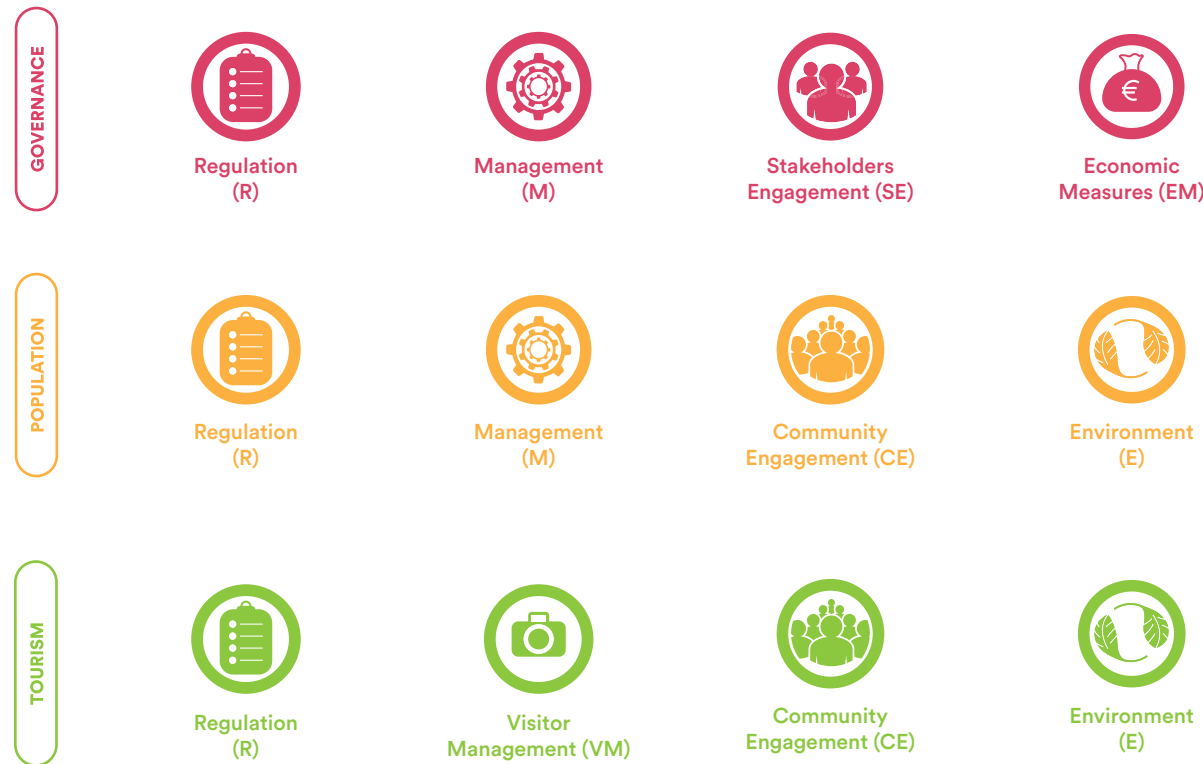 GOVERNANCE
Regulation
(R)
Management
(M)
Stakeholders
Engagement (SE)
€
Economic
Measures (EM)
POPULATION
Regulation
(R)
Management
(M)
Community
Engagement (CE)
Environment
(E)
TOURISM
Regulation
(R)
Visitor
Management (VM)
Community
Engagement (CE)
Environment
(E)